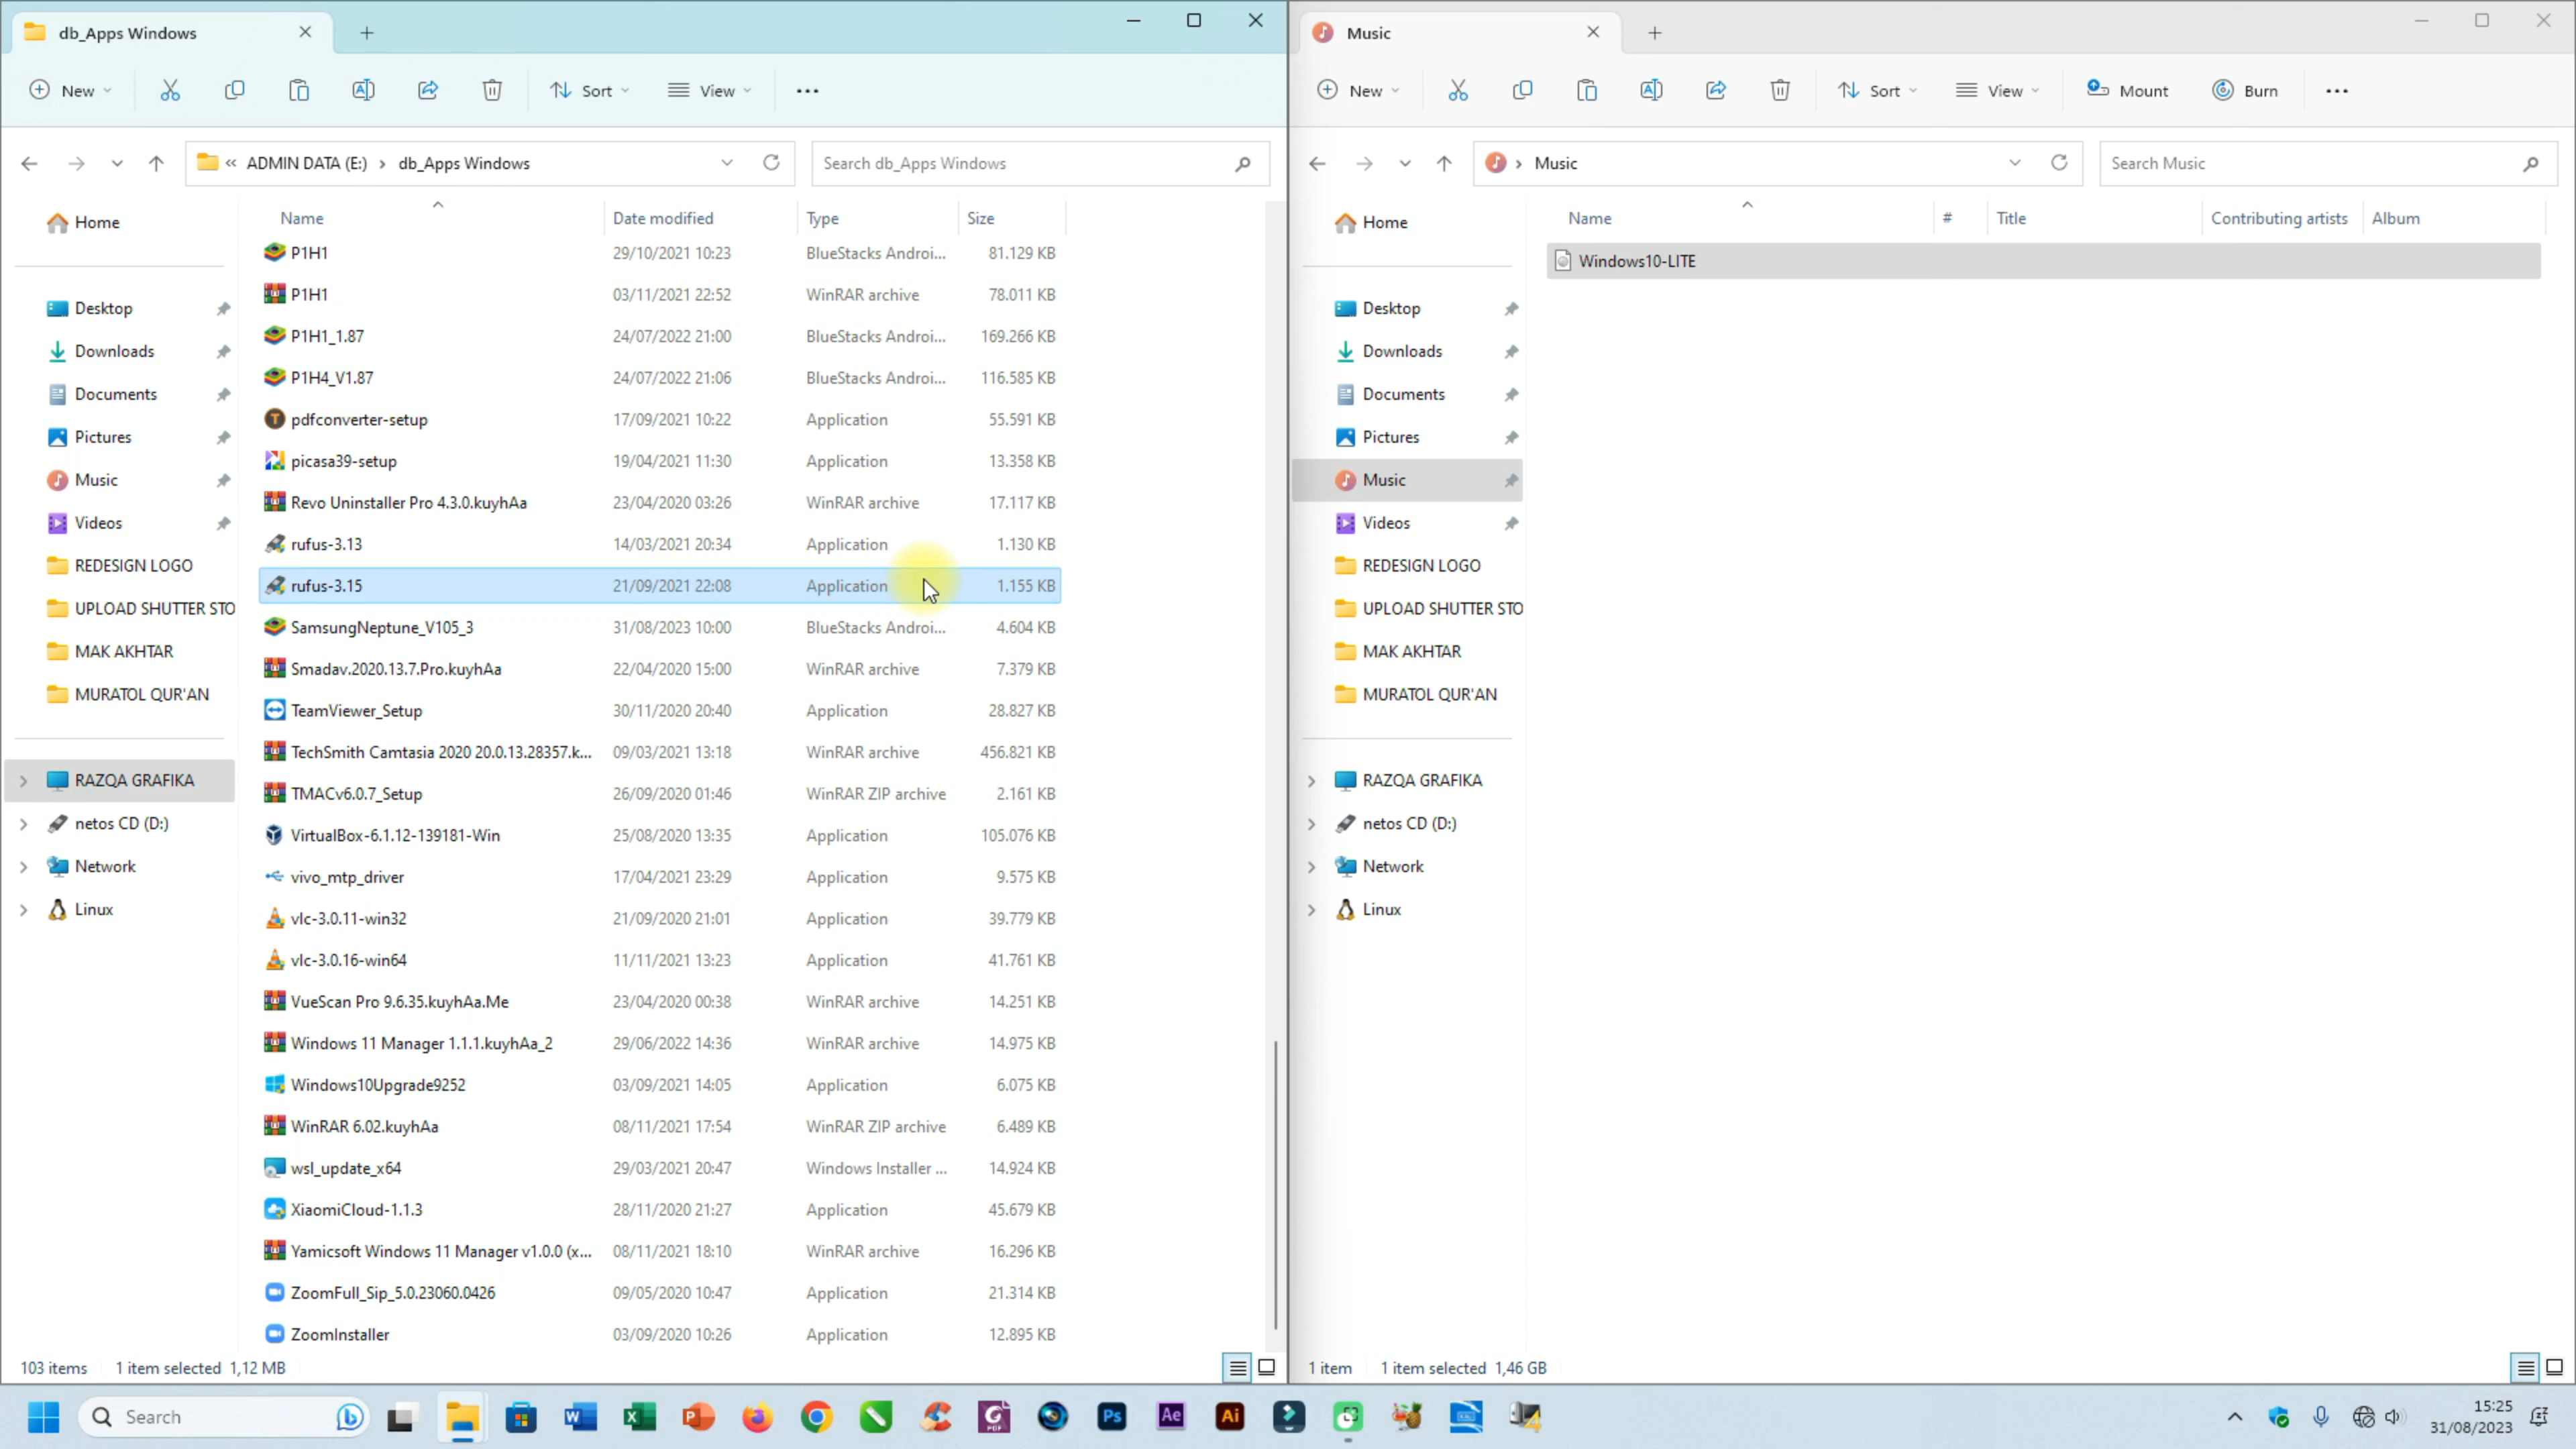 db_Apps Windows
New
Sort
View
ADMIN DATA (E:)
db_Apps Windows
Search db_Apps Windows
Home
Desktop
Downloads
Documents
Pictures
Music
Videos
REDESIGN LOGO
UPLOAD SHUTTER STO
MAK AKHTAR
MURATOL QUR'AN
RAZQA GRAFIKA
netos CD (D:)
Network
Linux
Name Date modified Type Size
P1H1 29/10/2021 10:23 BlueStacks Androi... 81.129 KB
P1H1 03/11/2021 22:52 WinRAR archive 78.011 KB
P1H1_1.87 24/07/2022 21:00 BlueStacks Androi... 169.266 KB
P1H4_V1.87 24/07/2022 21:06 BlueStacks Androi... 116.585 KB
pdfconverter-setup 17/09/2021 10:22 Application 55.591 KB
picasa39-setup 19/04/2021 11:30 Application 13.358 KB
Revo Uninstaller Pro 4.3.0.kuyhAa 23/04/2020 03:26 WinRAR archive 17.117 KB
rufus-3.13 14/03/2021 20:34 Application 1.130 KB
rufus-3.15 21/09/2021 22:08 Application 1.155 KB
SamsungNeptune_V105_3 31/08/2023 10:00 BlueStacks Androi... 4.604 KB
Smadav.2020.13.7.Pro.kuyhAa 22/04/2020 15:00 WinRAR archive 7.379 KB
TeamViewer_Setup 30/11/2020 20:40 Application 28.827 KB
TechSmith Camtasia 2020 20.0.13.28357.k... 09/03/2021 13:18 WinRAR archive 456.821 KB
TMACv6.0.7_Setup 26/09/2020 01:46 WinRAR ZIP archive 2.161 KB
VirtualBox-6.1.12-139181-Win 25/08/2020 13:35 Application 105.076 KB
vivo_mtp_driver 17/04/2021 23:29 Application 9.575 KB
vlc-3.0.11-win32 21/09/2020 21:01 Application 39.779 KB
vlc-3.0.16-win64 11/11/2021 13:23 Application 41.761 KB
VueScan Pro 9.6.35.kuyhAa.Me 23/04/2020 00:38 WinRAR archive 14.251 KB
Windows 11 Manager 1.1.1.kuyhAa_2 29/06/2022 14:36 WinRAR archive 14.975 KB
Windows10Upgrade9252 03/09/2021 14:05 Application 6.075 KB
WinRAR 6.02.kuyhAa 08/11/2021 17:54 WinRAR ZIP archive 6.489 KB
wsl_update_x64 29/03/2021 20:47 Windows Installer ... 14.924 KB
XiaomiCloud-1.1.3 28/11/2020 21:27 Application 45.679 KB
Yamicsoft Windows 11 Manager v1.0.0 (x... 08/11/2021 18:10 WinRAR archive 16.296 KB
ZoomFull_Sip_5.0.23060.0426 09/05/2020 10:47 Application 21.314 KB
ZoomInstaller 03/09/2020 10:26 Application 12.895 KB
103 items 1 item selected 1,12 MB
Music
New
Sort
View
Mount
Burn
Music
Search Music
Home
Desktop
Downloads
Documents
Pictures
Music
Videos
REDESIGN LOGO
UPLOAD SHUTTER STO
MAK AKHTAR
MURATOL QUR'AN
RAZQA GRAFIKA
netos CD (D:)
Network
Linux
Name # Title Contributing artists Album
Windows10-LITE
1 item 1 item selected 1,46 GB
Search
Ps
Ae
Ai
15:25
31/08/2023